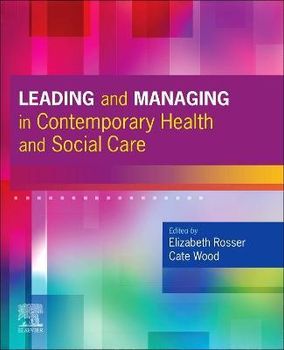 LEADING and MANAGING
in Contemporary Health
and Social Care
Edited by
Elizabeth Rosser
Cate Wood
ELSEVIER